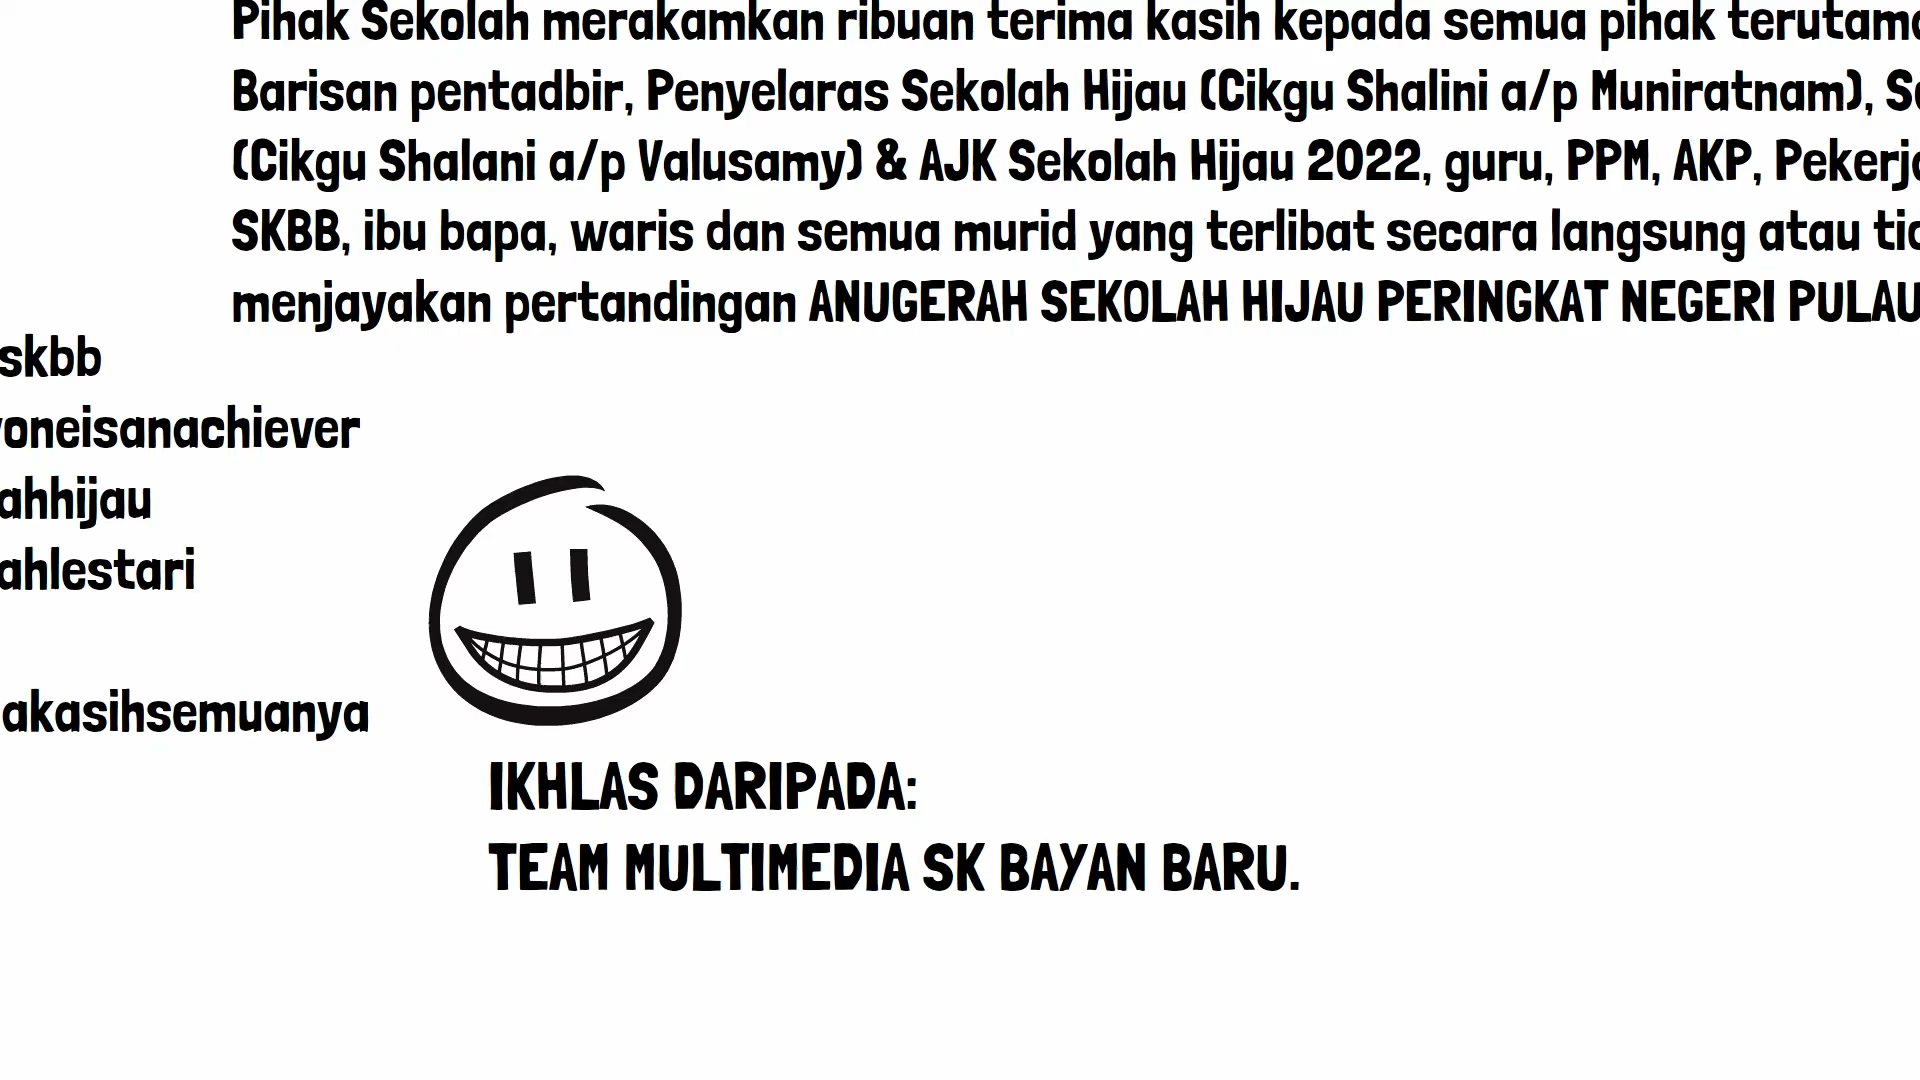 Pihak Sekolah merakamkan ribuan terima kasih kepada semua pihak
Barisan pentadbir, Penyelaras Sekolah Hijau (Cikgu Shalini a/p Muniratnam),
(Cikgu Shalani a/p Valusamy) & AJK Sekolah Hijau 2022, guru, PPM, AKP,
SKBB, ibu bapa, waris dan semua murid yang terlibat secara langsung atau
menjayakan pertandingan ANUGERAH SEKOLAH HIJAU PERINGKAT NEGERI PULAU
skbb
oneisanachiever
ahhijau
ahlestari
akasihsemuanya
IKHLAS DARIPADA:
TEAM MULTIMEDIA SK BAYAN BARU.